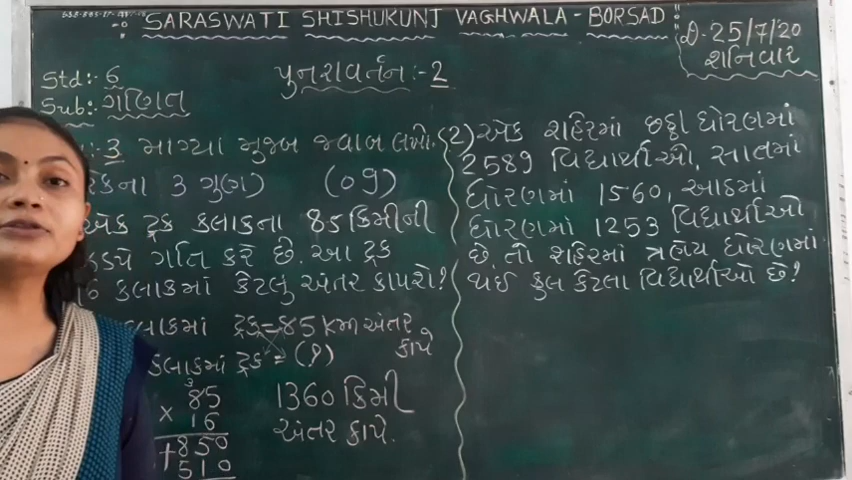 SARASWATI SHISHUKUNJ VAGHWALA - BORSAD
તા-25/7/20
શનિવાર
Std:- 6
પુનરાવર્તન:-2
Sub:- ગણિત
:- 3 માગ્યા મુજબ જવાબ લખો.
3 ગુણ) (09)
એક ટ્રક કલાકના 85 કિમીની
ગતિ કરે છે. આ ટ્રક
કલાકમાં કેટલુ અંતર કાપશે?
ટ્રક = 85 km અંતર
કાપે
ટ્રક = (?)
3
85
× 16
+850
510
1360 કિમી
અંતર કાપે.
(2) એક શહેરમાં છઠ્ઠા ધોરણમાં
2589 વિદ્યાર્થીઓ, સાતમાં
ધોરણમાં 1560, આઠમાં
ધોરણમાં 1253 વિદ્યાર્થીઓ
છે. તો શહેરમાં ત્રણેય ધોરણમાં
થઈ કુલ કેટલા વિદ્યાર્થીઓ છે?